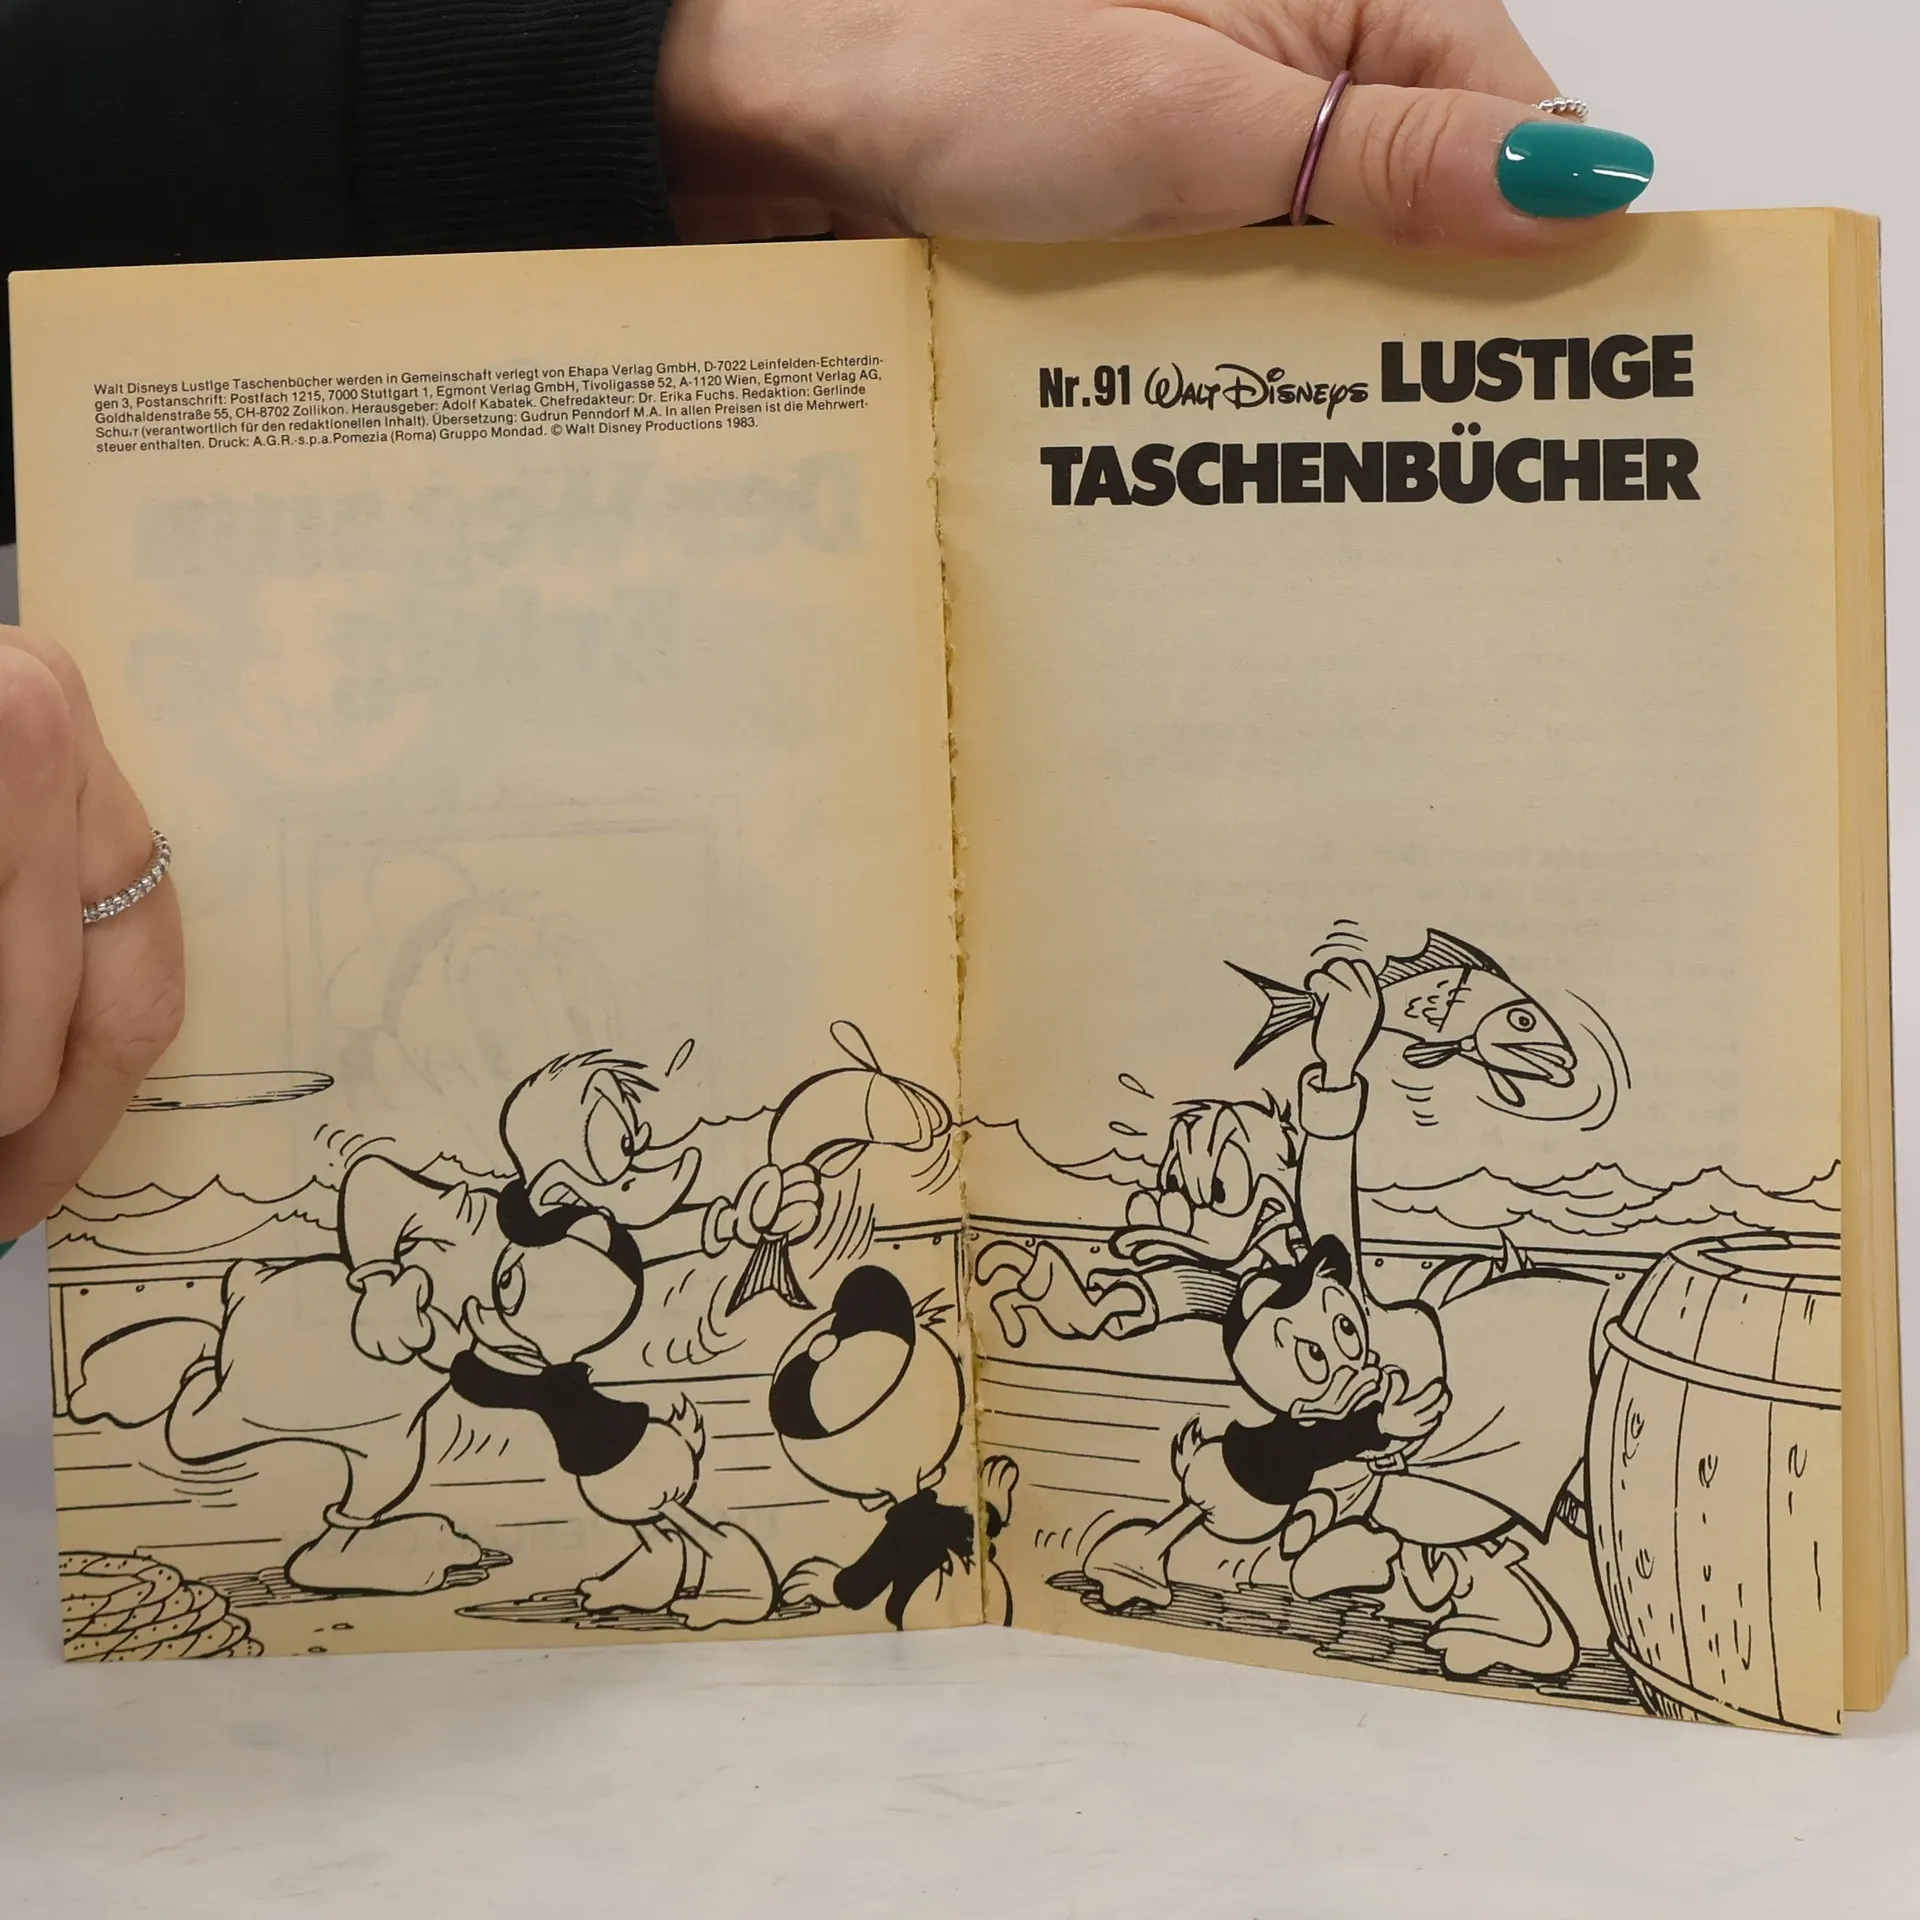 Walt Disneys Lustige Taschenbücher werden in Gemeinschaft verlegt von Ehapa Verlag GmbH, D-7022 Leinfelden-Echterdin-
gen 3, Postanschrift: Postfach 1215, 7000 Stuttgart 1, Egmont Verlag GmbH, Tivoligasse 52, A-1120 Wien, Egmont Verlag AG,
Goldhaldenstraße 55, CH-8702 Zollikon. Herausgeber: Adolf Kabatek. Chefredakteur: Dr. Erika Fuchs. Redaktion: Gerlinde
(verantwortlich für den redaktionellen Inhalt). Übersetzung: Gudrun Penndorf M.A. In allen Preisen ist die Mehrwert-
steuer enthalten. Druck: A.G.R.-s.p.a. Pomezia (Roma) Gruppo Mondad. © Walt Disney Productions 1983.
Nr.91 WALT DISNEYS LUSTIGE
TASCHENBÜCHER